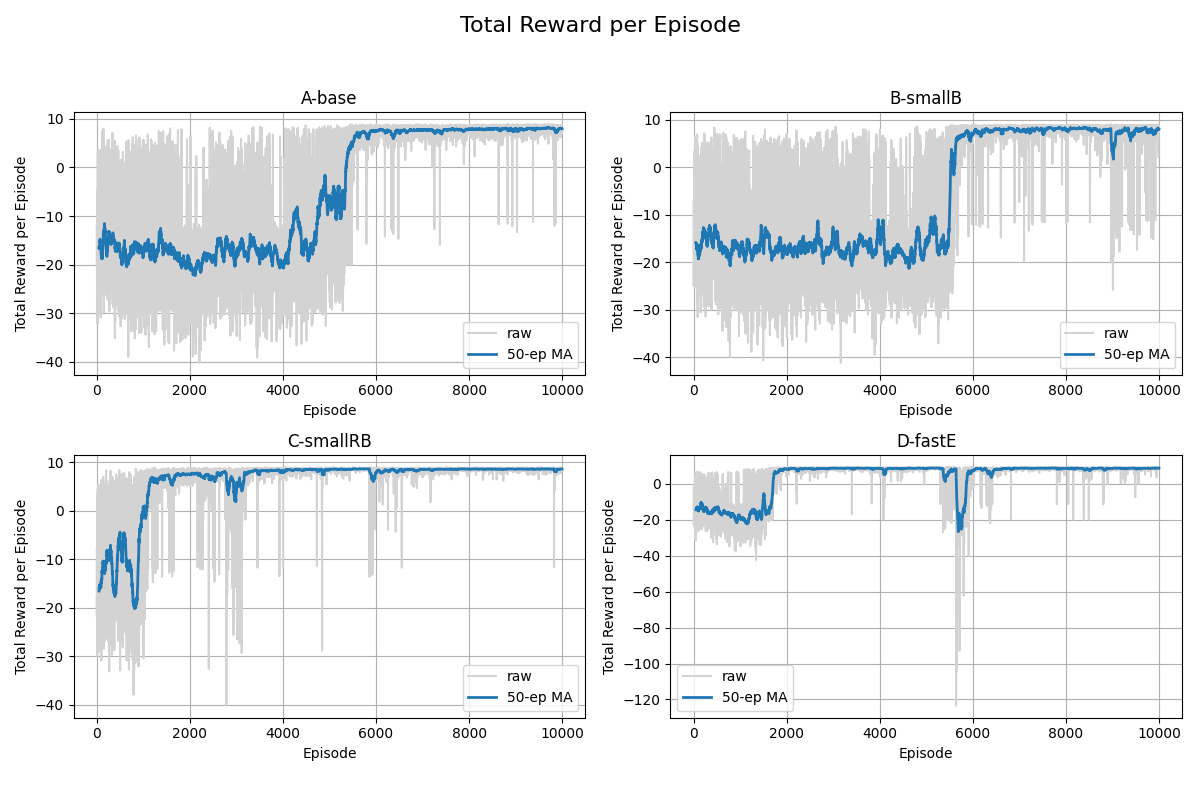 Total Reward per Episode
A-base
Total Reward per Episode
10
0
−10
−20
−30
−40
raw
50-ep MA
0 2000 4000 6000 8000 10000
Episode
B-smallB
Total Reward per Episode
10
0
−10
−20
−30
−40
raw
50-ep MA
0 2000 4000 6000 8000 10000
Episode
C-smallRB
Total Reward per Episode
10
0
−10
−20
−30
−40
raw
50-ep MA
0 2000 4000 6000 8000 10000
Episode
D-fastE
Total Reward per Episode
0
−20
−40
−60
−80
−100
−120
raw
50-ep MA
0 2000 4000 6000 8000 10000
Episode